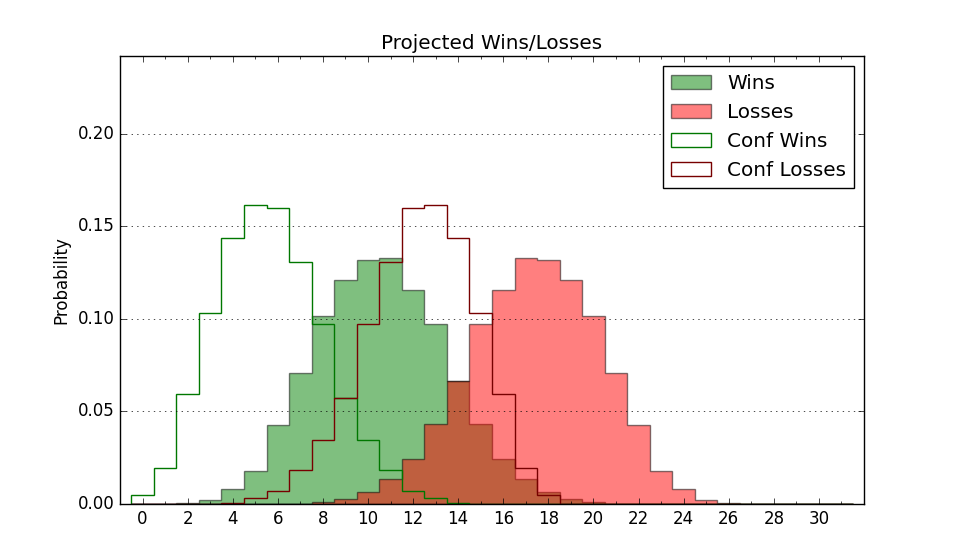 Projected Wins/Losses
Wins
Losses
Conf Wins
Conf Losses
Probability
0.20
0.15
0.10
0.05
0.00
0 2 4 6 8 10 12 14 16 18 20 22 24 26 28 30